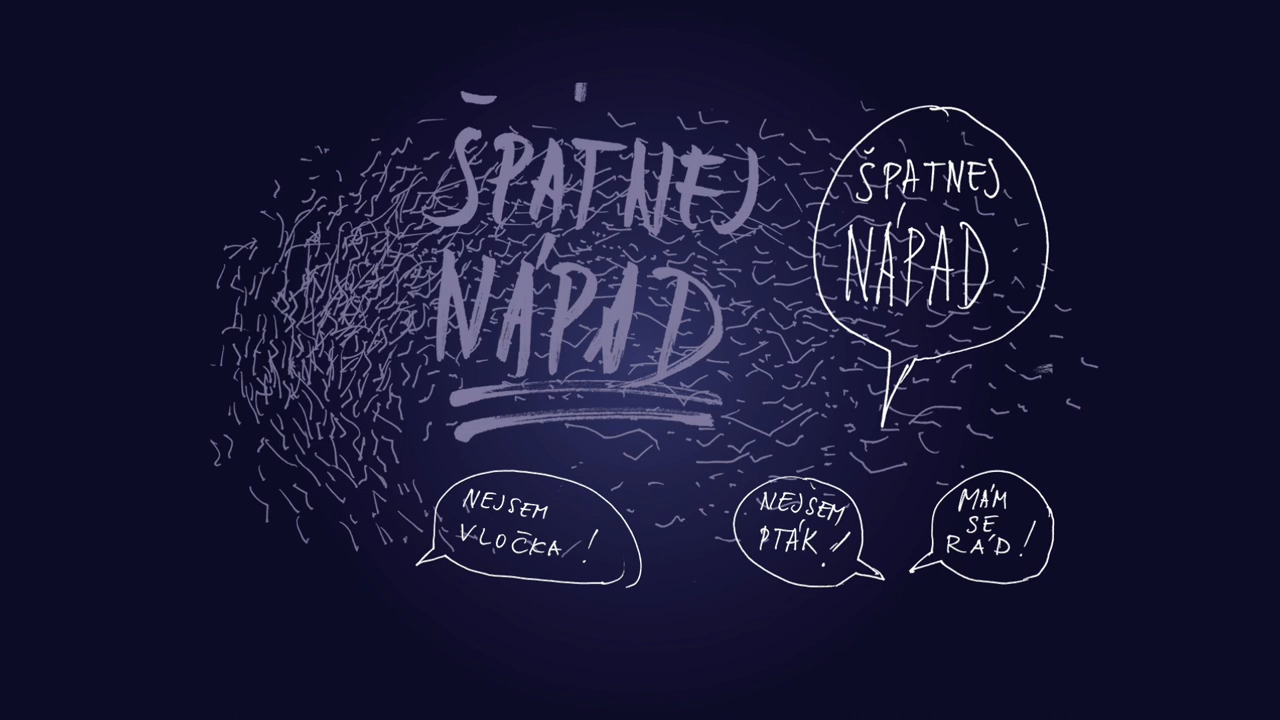 ŠPATNEJ
NÁPAD
ŠPATNEJ
NÁPAD
NEJSEM
VLOČKA!
NEJSEM
PTÁK!
MÁM
SE
RÁD!